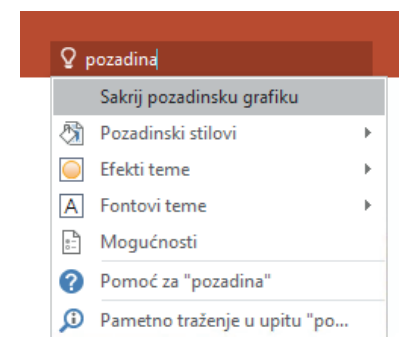 pozadina
Sakrij pozadinsku grafiku
Pozadinski stilovi
Efekti teme
A Fontovi teme
Mogućnosti
? Pomoć za "pozadina"
Pametno traženje u upitu "po...